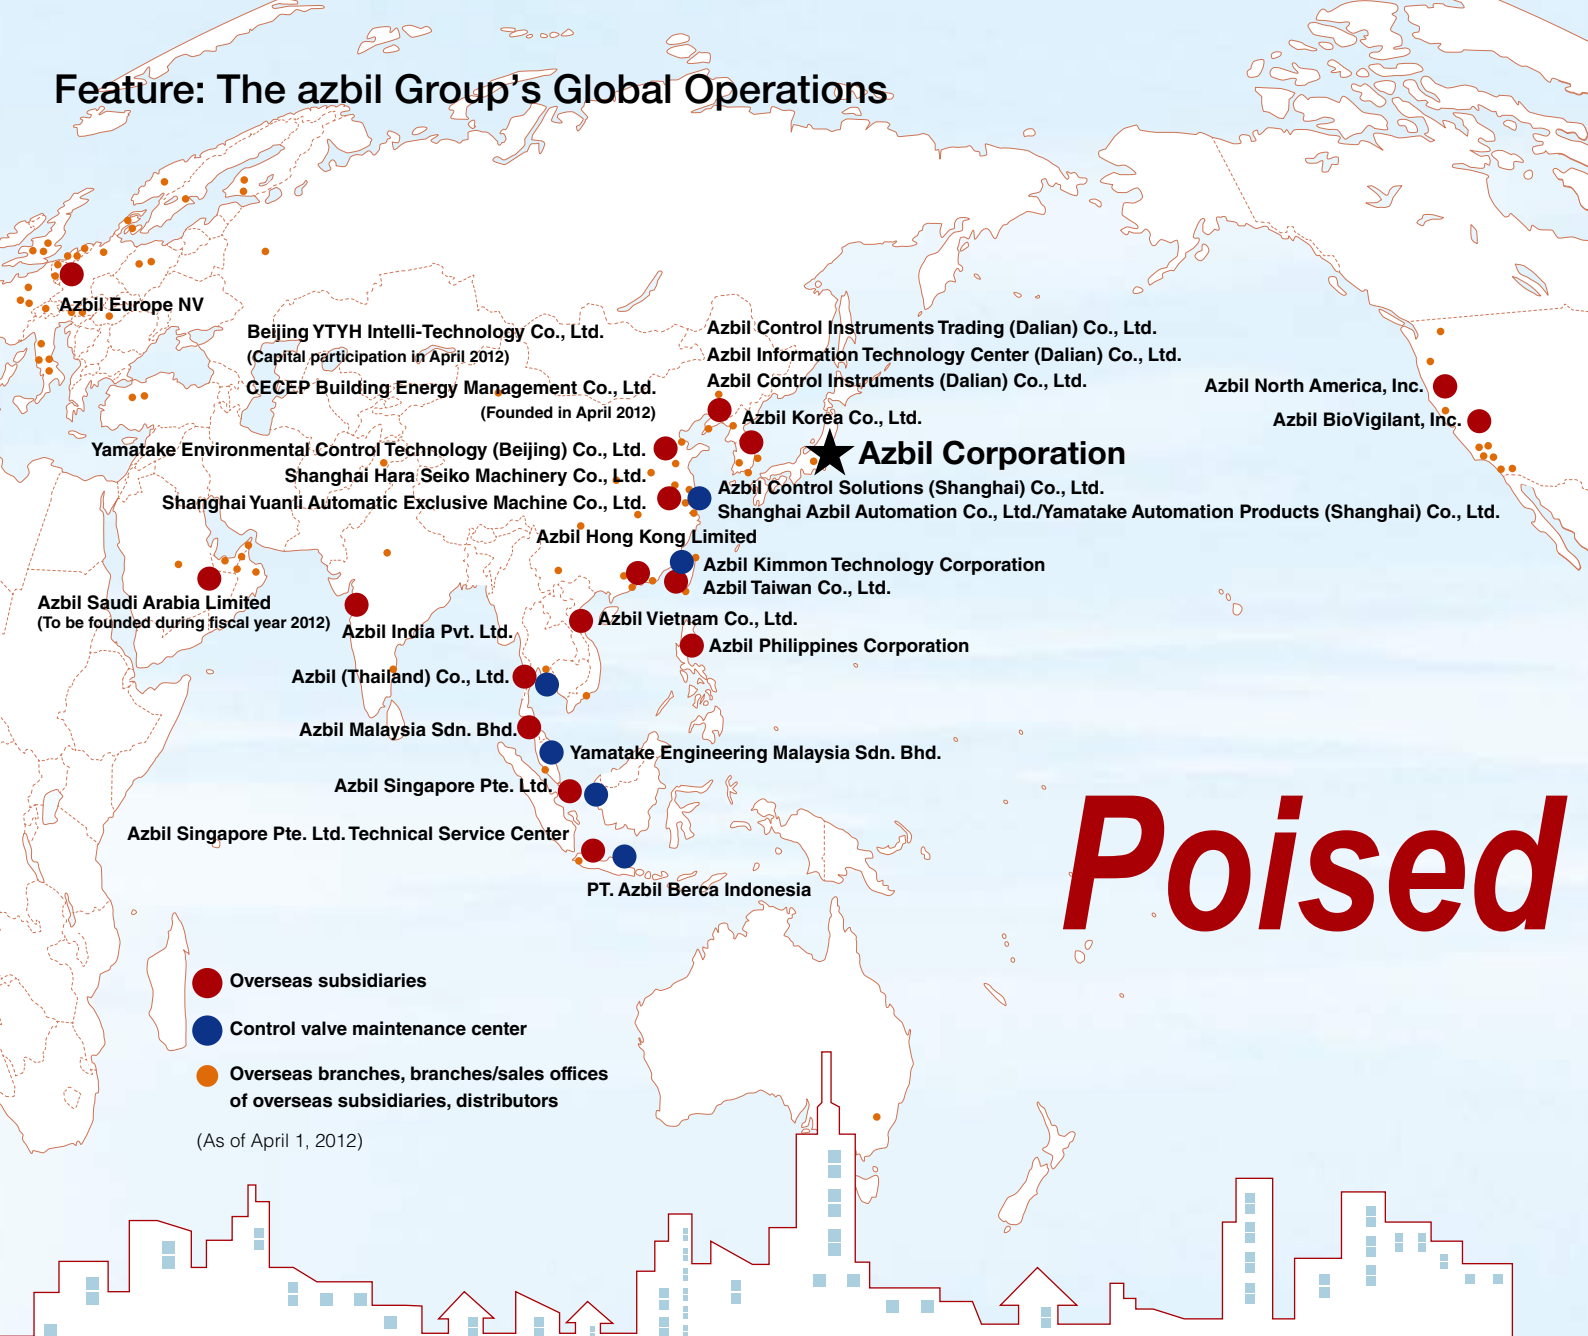 Feature: The azbil Group's Global Operations
Azbil Europe NV
Beijing YTYH Intelli-Technology Co., Ltd.
(Capital participation in April 2012)
CECEP Building Energy Management Co., Ltd.
(Founded in April 2012)
Yamatake Environmental Control Technology (Beijing) Co., Ltd.
Shanghai Hara Seiko Machinery Co., Ltd.
Shanghai Yuanli Automatic Exclusive Machine Co., Ltd.
Azbil Control Instruments Trading (Dalian) Co., Ltd.
Azbil Information Technology Center (Dalian) Co., Ltd.
Azbil Control Instruments (Dalian) Co., Ltd.
Azbil Korea Co., Ltd.
Azbil Corporation
Azbil North America, Inc.
Azbil BioVigilant, Inc.
Azbil Control Solutions (Shanghai) Co., Ltd.
Shanghai Azbil Automation Co., Ltd./Yamatake Automation Products (Shanghai) Co., Ltd.
Azbil Hong Kong Limited
Azbil Kimmon Technology Corporation
Azbil Taiwan Co., Ltd.
Azbil Saudi Arabia Limited
(To be founded during fiscal year 2012)
Azbil India Pvt. Ltd.
Azbil Vietnam Co., Ltd.
Azbil Philippines Corporation
Azbil (Thailand) Co., Ltd.
Azbil Malaysia Sdn. Bhd.
Yamatake Engineering Malaysia Sdn. Bhd.
Azbil Singapore Pte. Ltd.
Azbil Singapore Pte. Ltd. Technical Service Center
PT. Azbil Berca Indonesia
Poised
Overseas subsidiaries
Control valve maintenance center
Overseas branches, branches/sales offices
of overseas subsidiaries, distributors
(As of April 1, 2012)